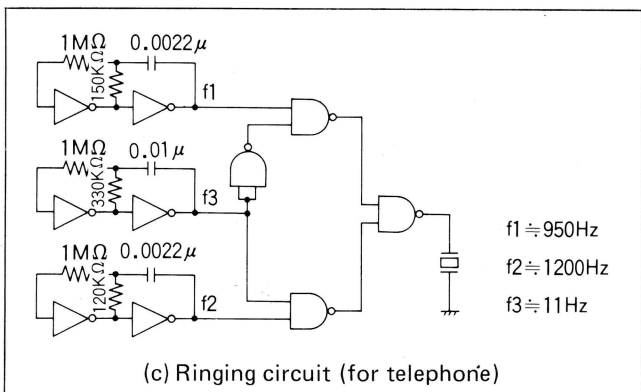 1MΩ 0.0022μ
150KΩ
f1
1MΩ 0.01μ
330KΩ
f3
1MΩ 0.0022μ
120KΩ
f2
f1≒950Hz
f2≒1200Hz
f3≒11Hz
(c) Ringing circuit (for telephone)